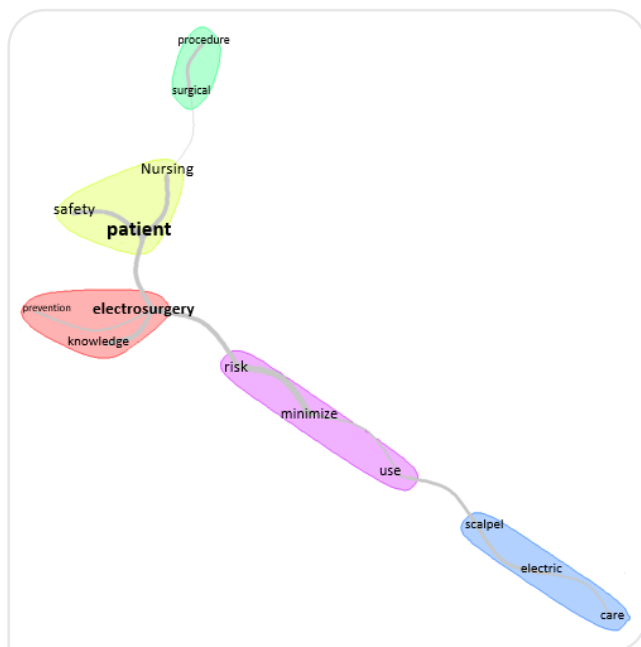 procedure
surgical
Nursing
safety
patient
prevention
electrosurgery
knowledge
risk
minimize
use
scalpel
electric
care